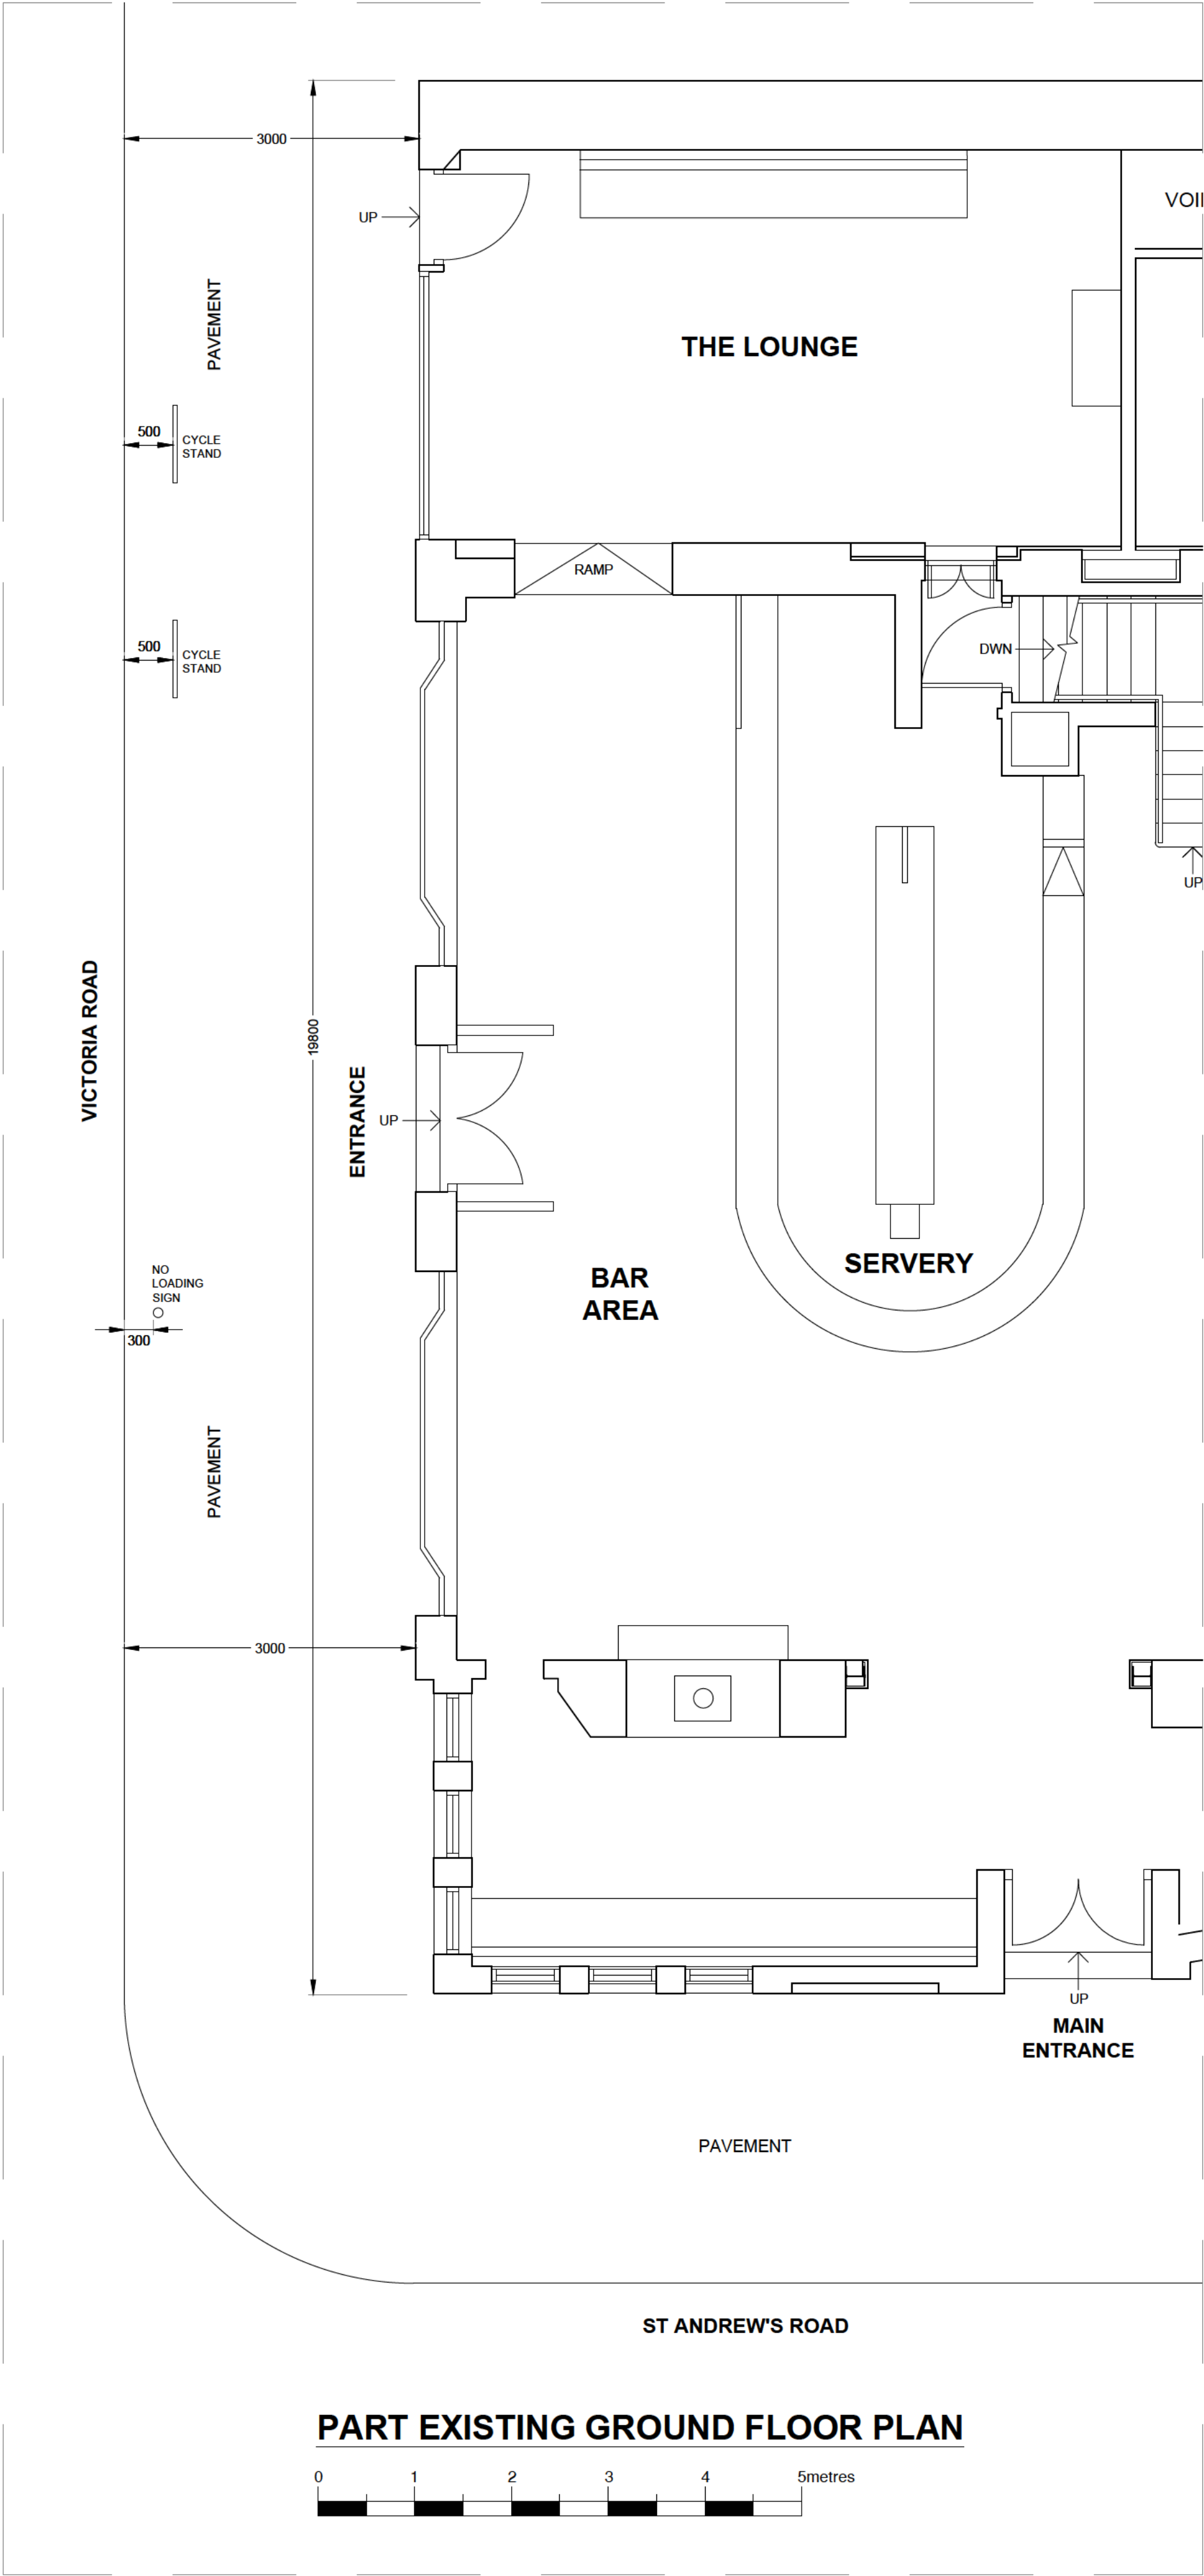 3000
UP
VOI
PAVEMENT
THE LOUNGE
500
CYCLE
STAND
RAMP
500
CYCLE
STAND
DWN
UP
VICTORIA ROAD
19800
ENTRANCE
UP
NO
LOADING
SIGN
300
BAR
AREA
SERVERY
PAVEMENT
3000
UP
MAIN
ENTRANCE
PAVEMENT
ST ANDREW'S ROAD
PART EXISTING GROUND FLOOR PLAN
0 1 2 3 4 5metres